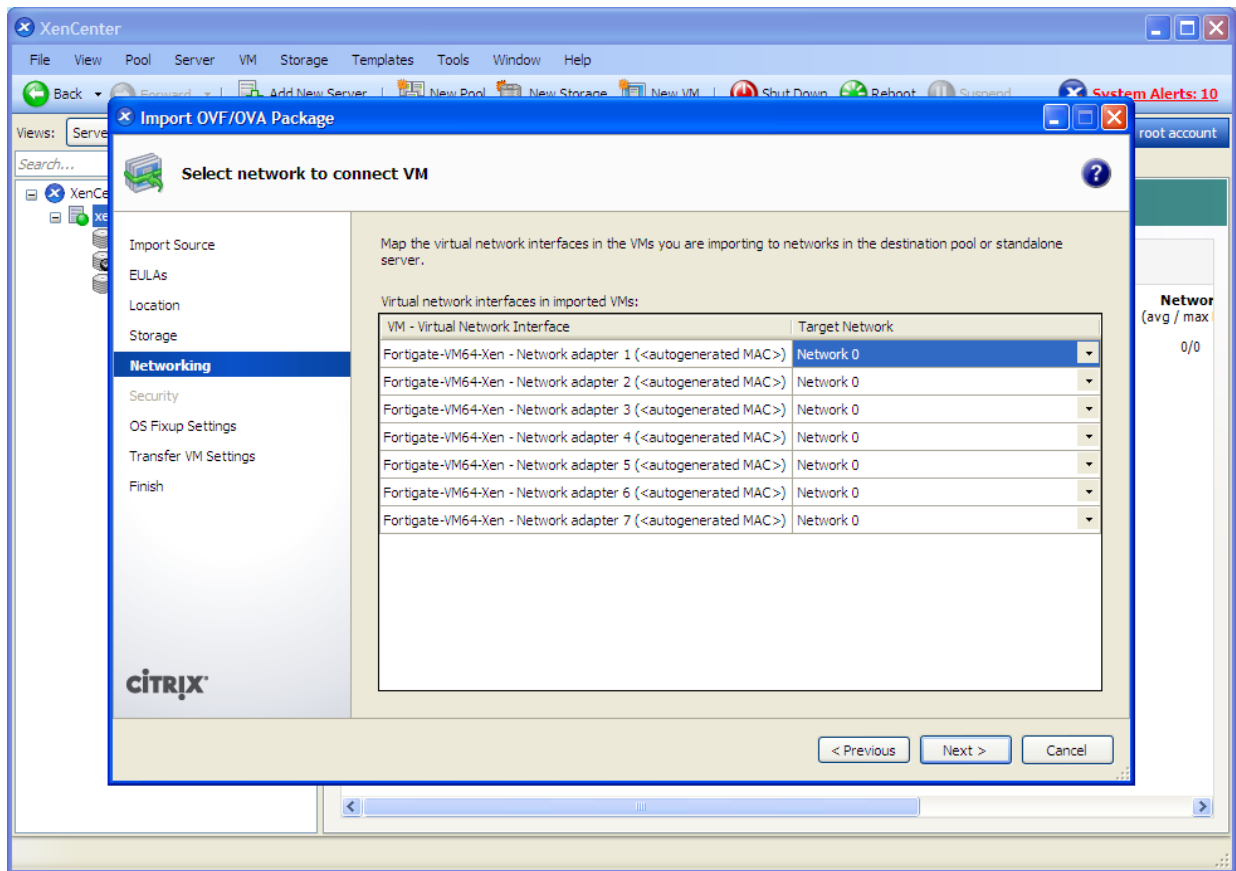 XenCenter
File View Pool Server VM Storage Templates Tools Window Help
Back Forward Add New Server New Pool New Storage New VM Shut Down Reboot Suspend System Alerts: 10
Import OVF/OVA Package
Views: root account
Search...
Select network to connect VM
Import Source
EULAs
Location
Storage
Networking
Security
OS Fixup Settings
Transfer VM Settings
Finish
CITRIX
Map the virtual network interfaces in the VMs you are importing to networks in the destination pool or standalone
server.
Virtual network interfaces in imported VMs:
VM - Virtual Network Interface Target Network
Fortigate-VM64-Xen - Network adapter 1 (<autogenerated MAC>) Network 0
Fortigate-VM64-Xen - Network adapter 2 (<autogenerated MAC>) Network 0
Fortigate-VM64-Xen - Network adapter 3 (<autogenerated MAC>) Network 0
Fortigate-VM64-Xen - Network adapter 4 (<autogenerated MAC>) Network 0
Fortigate-VM64-Xen - Network adapter 5 (<autogenerated MAC>) Network 0
Fortigate-VM64-Xen - Network adapter 6 (<autogenerated MAC>) Network 0
Fortigate-VM64-Xen - Network adapter 7 (<autogenerated MAC>) Network 0
(avg / max
0/0
< Previous Next > Cancel